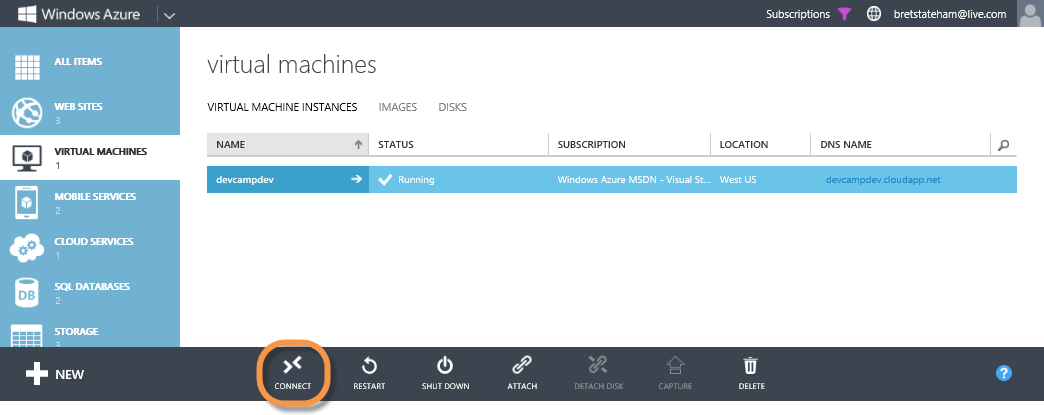 Windows Azure
Subscriptions
bretstateham@live.com
ALL ITEMS
WEB SITES
3
VIRTUAL MACHINES
1
MOBILE SERVICES
2
CLOUD SERVICES
1
DB
SQL DATABASES
2
STORAGE
3
virtual machines
VIRTUAL MACHINE INSTANCES IMAGES DISKS
NAME STATUS SUBSCRIPTION LOCATION DNS NAME
devcampdev Running Windows Azure MSDN - Visual St... West US devcampdev.cloudapp.net
NEW
CONNECT RESTART SHUT DOWN ATTACH DETACH DISK CAPTURE DELETE
?